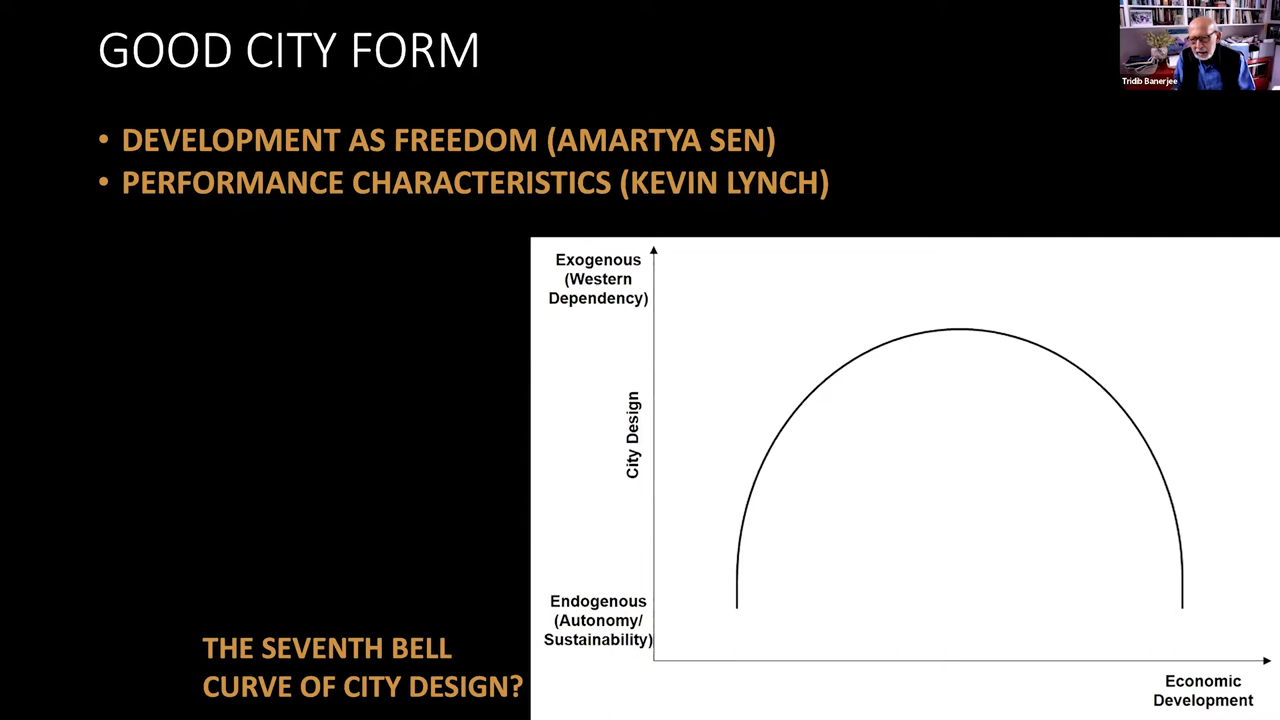 GOOD CITY FORM
Tridib Banerjee
• DEVELOPMENT AS FREEDOM (AMARTYA SEN)
• PERFORMANCE CHARACTERISTICS (KEVIN LYNCH)
Exogenous
(Western
Dependency)
City Design
Endogenous
(Autonomy/
Sustainability)
Economic
Development
THE SEVENTH BELL
CURVE OF CITY DESIGN?